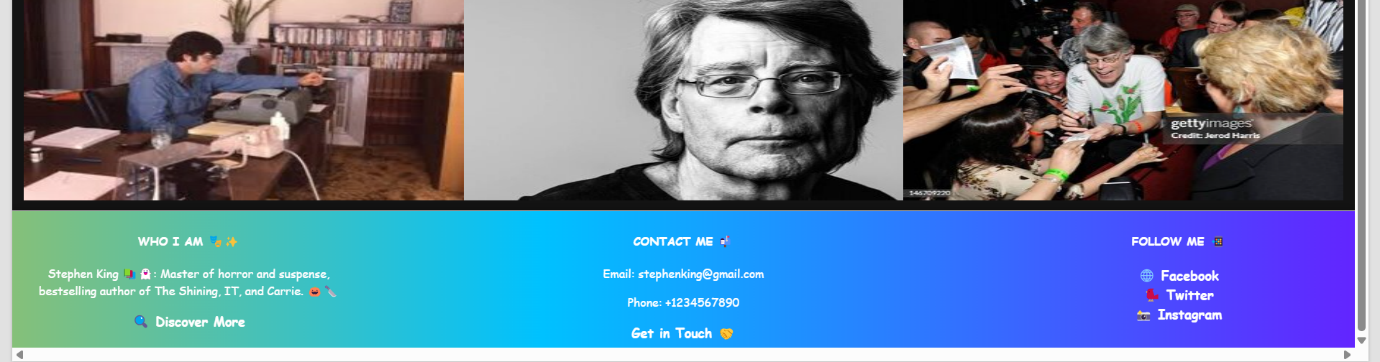 gettyimages
Credit: Jerod Harris
146709220
WHO I AM
Stephen King : Master of horror and suspense,
bestselling author of The Shining, IT, and Carrie.
Discover More
CONTACT ME
Email: stephenking@gmail.com
Phone: +1234567890
Get in Touch
FOLLOW ME
Facebook
Twitter
Instagram